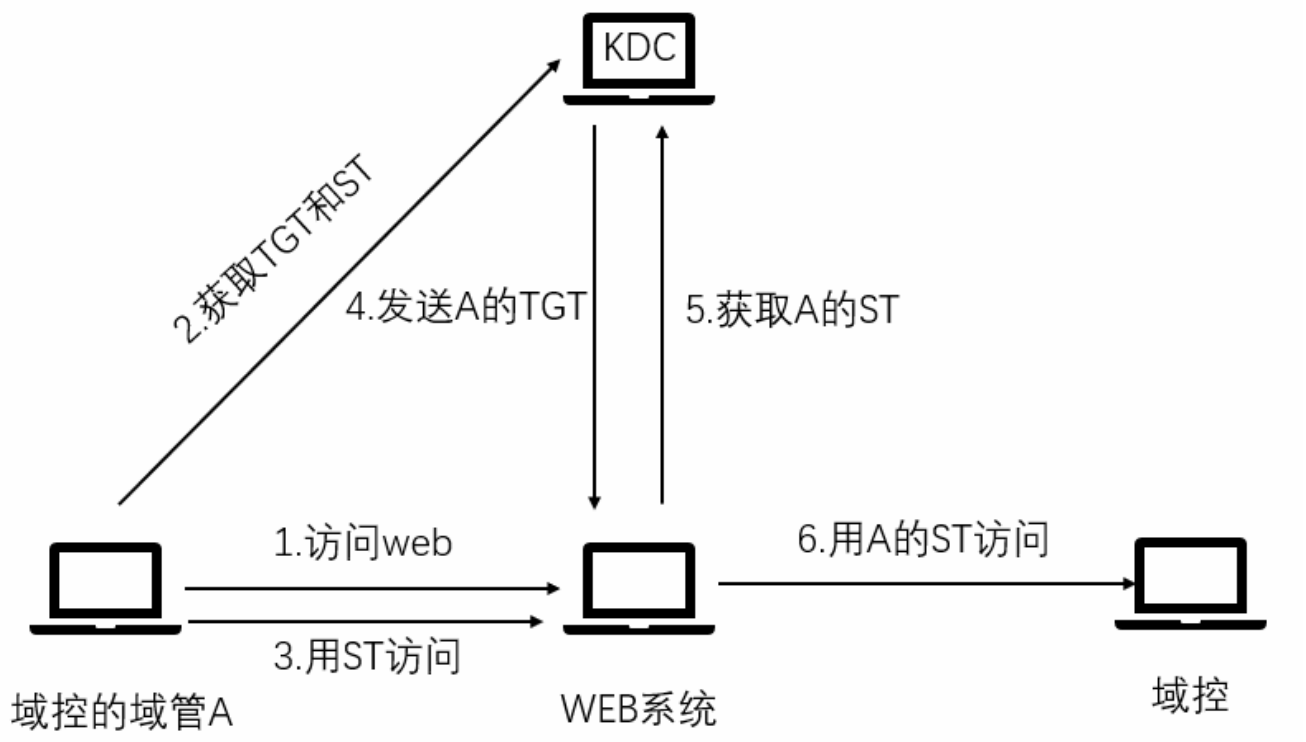 KDC
2.获取TGT和ST
4.发送A的TGT
5.获取A的ST
1.访问web
6.用A的ST访问
3.用ST访问
域控的域管A
WEB系统
域控